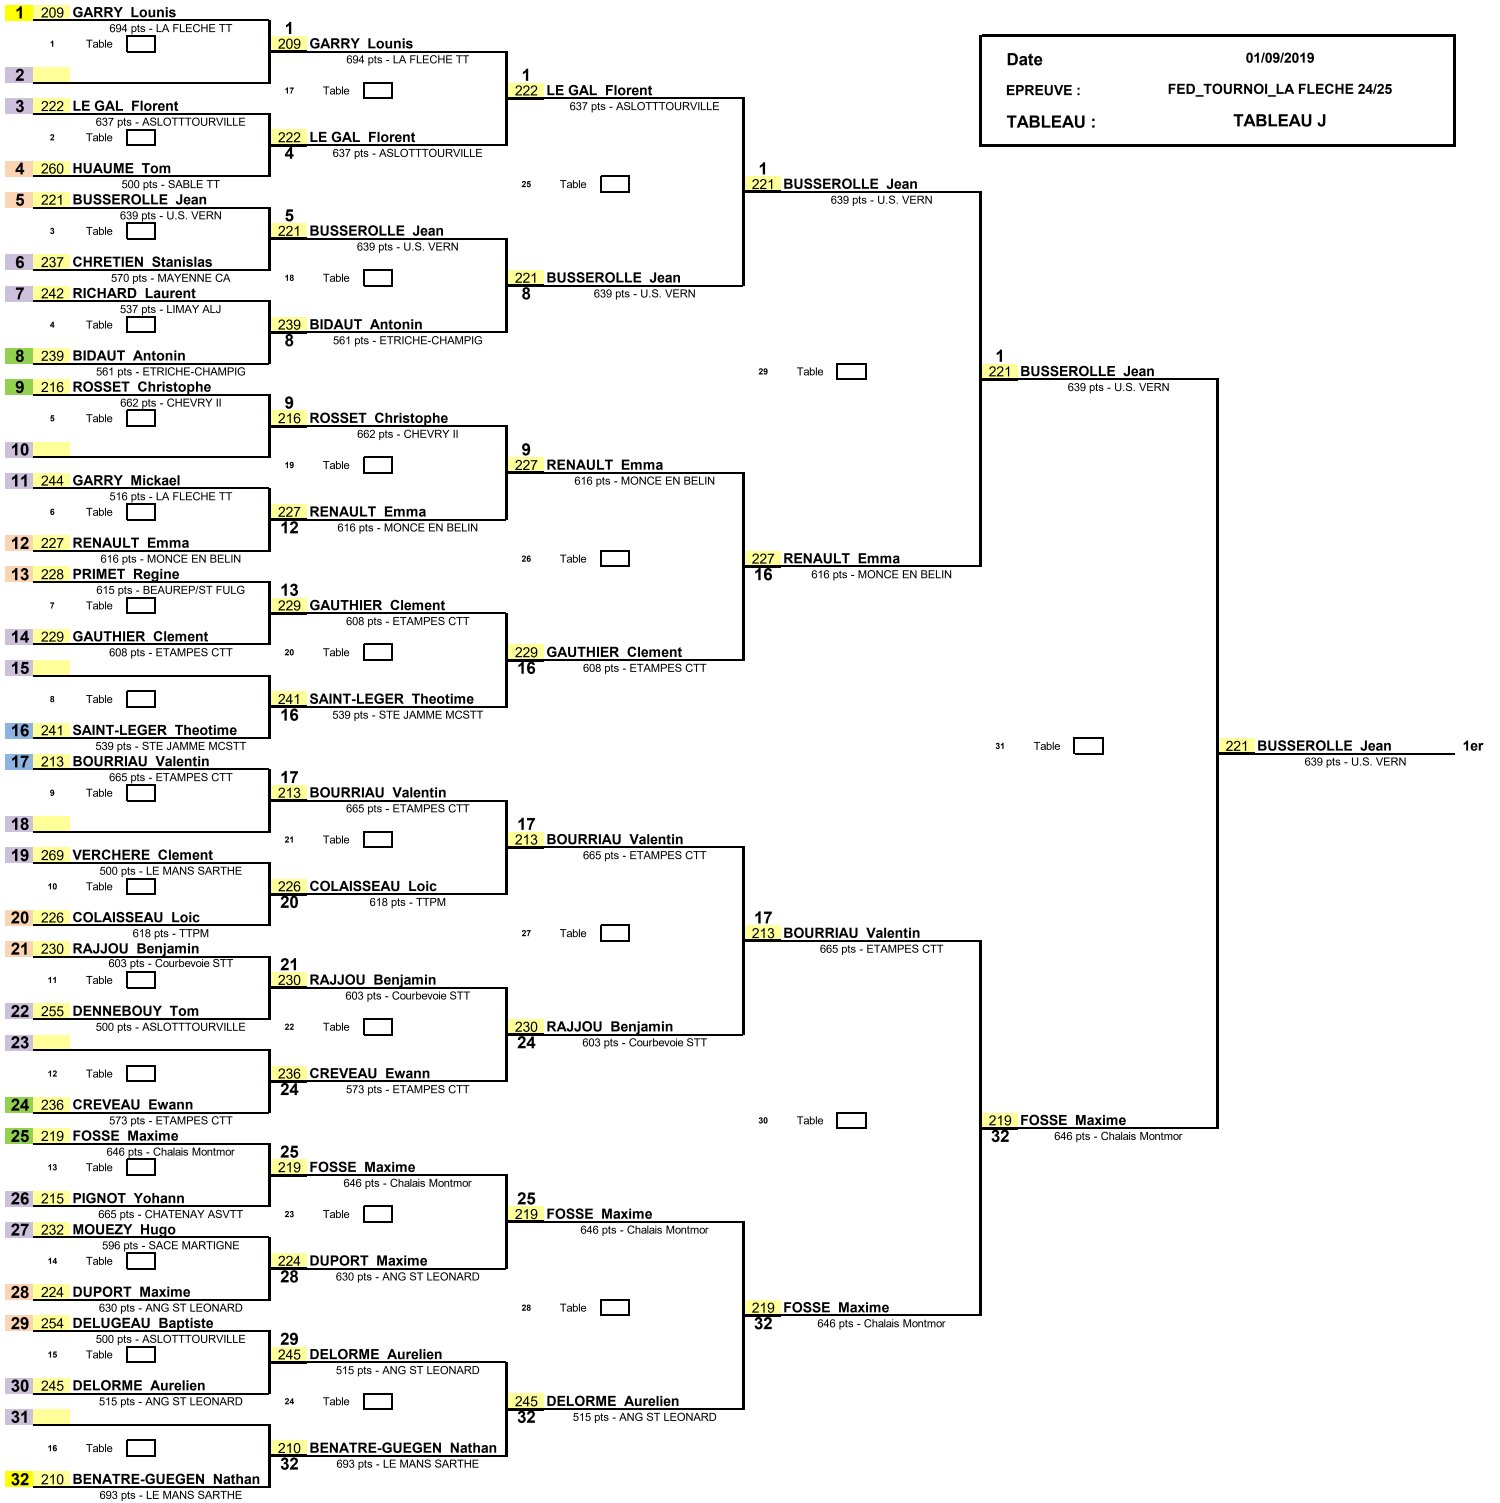 Date 01/09/2019
EPREUVE : FED_TOURNOI_LA FLECHE 24/25
TABLEAU : TABLEAU J
1 209 GARRY Lounis
694 pts - LA FLECHE TT
1 Table
2
3 222 LE GAL Florent
637 pts - ASLOTTTOURVILLE
2 Table
4 260 HUAUME Tom
500 pts - SABLE TT
5 221 BUSSEROLLE Jean
639 pts - U.S. VERN
3 Table
6 237 CHRETIEN Stanislas
570 pts - MAYENNE CA
7 242 RICHARD Laurent
537 pts - LIMAY ALJ
4 Table
8 239 BIDAUT Antonin
561 pts - ETRICHE-CHAMPIG
9 216 ROSSET Christophe
662 pts - CHEVRY II
5 Table
10
11 244 GARRY Mickael
516 pts - LA FLECHE TT
6 Table
12 227 RENAULT Emma
616 pts - MONCE EN BELIN
13 228 PRIMET Regine
615 pts - BEAUREP/ST FULG
7 Table
14 229 GAUTHIER Clement
608 pts - ETAMPES CTT
15
8 Table
16 241 SAINT-LEGER Theotime
539 pts - STE JAMME MCSTT
17 213 BOURRIAU Valentin
665 pts - ETAMPES CTT
9 Table
18
19 269 VERCHERE Clement
500 pts - LE MANS SARTHE
10 Table
20 226 COLAISSEAU Loic
618 pts - TTPM
21 230 RAJJOU Benjamin
603 pts - Courbevoie STT
11 Table
22 255 DENNEBOUY Tom
500 pts - ASLOTTTOURVILLE
23
12 Table
24 236 CREVEAU Ewann
573 pts - ETAMPES CTT
25 219 FOSSE Maxime
646 pts - Chalais Montmor
13 Table
26 215 PIGNOT Yohann
665 pts - CHATENAY ASVTT
27 232 MOUEZY Hugo
596 pts - SACE MARTIGNE
14 Table
28 224 DUPORT Maxime
630 pts - ANG ST LEONARD
29 254 DELUGEAU Baptiste
500 pts - ASLOTTTOURVILLE
15 Table
30 245 DELORME Aurelien
515 pts - ANG ST LEONARD
31
16 Table
32 210 BENATRE-GUEGEN Nathan
693 pts - LE MANS SARTHE
1
209 GARRY Lounis
694 pts - LA FLECHE TT
17 Table
222 LE GAL Florent
4 637 pts - ASLOTTTOURVILLE
5
221 BUSSEROLLE Jean
639 pts - U.S. VERN
18 Table
239 BIDAUT Antonin
8 561 pts - ETRICHE-CHAMPIG
9
216 ROSSET Christophe
662 pts - CHEVRY II
19 Table
227 RENAULT Emma
12 616 pts - MONCE EN BELIN
13
229 GAUTHIER Clement
608 pts - ETAMPES CTT
20 Table
241 SAINT-LEGER Theotime
16 539 pts - STE JAMME MCSTT
17
213 BOURRIAU Valentin
665 pts - ETAMPES CTT
21 Table
226 COLAISSEAU Loic
20 618 pts - TTPM
21
230 RAJJOU Benjamin
603 pts - Courbevoie STT
22 Table
236 CREVEAU Ewann
24 573 pts - ETAMPES CTT
25
219 FOSSE Maxime
646 pts - Chalais Montmor
23 Table
224 DUPORT Maxime
28 630 pts - ANG ST LEONARD
29
245 DELORME Aurelien
515 pts - ANG ST LEONARD
24 Table
210 BENATRE-GUEGEN Nathan
32 693 pts - LE MANS SARTHE
1
222 LE GAL Florent
637 pts - ASLOTTTOURVILLE
25 Table
221 BUSSEROLLE Jean
8 639 pts - U.S. VERN
9
227 RENAULT Emma
616 pts - MONCE EN BELIN
26 Table
229 GAUTHIER Clement
16 608 pts - ETAMPES CTT
17
213 BOURRIAU Valentin
665 pts - ETAMPES CTT
27 Table
230 RAJJOU Benjamin
24 603 pts - Courbevoie STT
25
219 FOSSE Maxime
646 pts - Chalais Montmor
28 Table
245 DELORME Aurelien
32 515 pts - ANG ST LEONARD
1
221 BUSSEROLLE Jean
639 pts - U.S. VERN
29 Table
227 RENAULT Emma
16 616 pts - MONCE EN BELIN
17
213 BOURRIAU Valentin
665 pts - ETAMPES CTT
30 Table
219 FOSSE Maxime
32 646 pts - Chalais Montmor
1
221 BUSSEROLLE Jean
639 pts - U.S. VERN
31 Table
219 FOSSE Maxime
32 646 pts - Chalais Montmor
221 BUSSEROLLE Jean 1er
639 pts - U.S. VERN